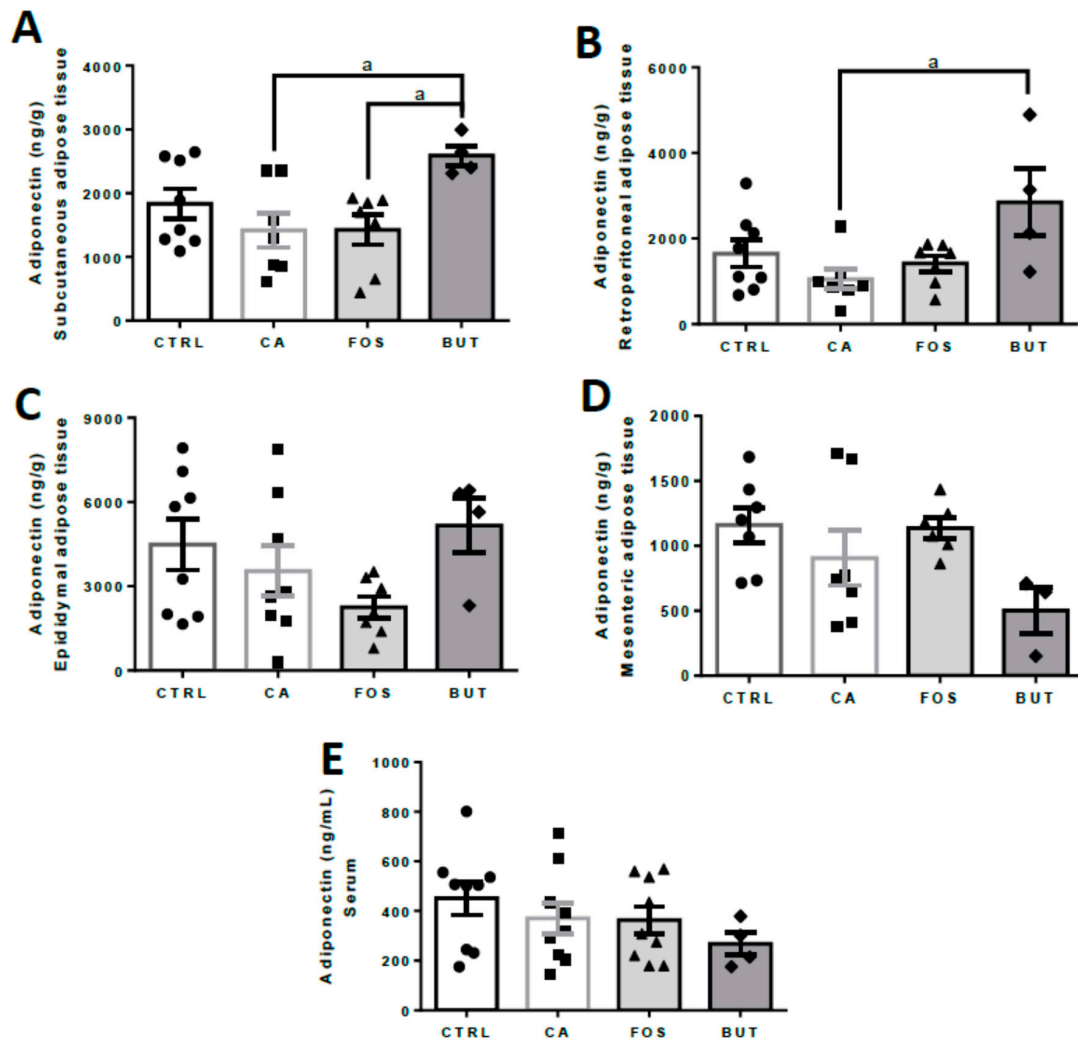 A
Adiponectin (ng/g)
Subcutaneous adipose tissue
4000
3000
2000
1000
0
a
a
CTRL CA FOS BUT
B
Adiponectin (ng/g)
Retroperitoneal adipose tissue
6000
4000
2000
0
a
CTRL CA FOS BUT
C
Adiponectin (ng/g)
Epididymal adipose tissue
9000
6000
3000
0
CTRL CA FOS BUT
D
Adiponectin (ng/g)
Mesenteric adipose tissue
2000
1500
1000
500
0
CTRL CA FOS BUT
E
Adiponectin (ng/mL)
Serum
1000
800
600
400
200
0
CTRL CA FOS BUT